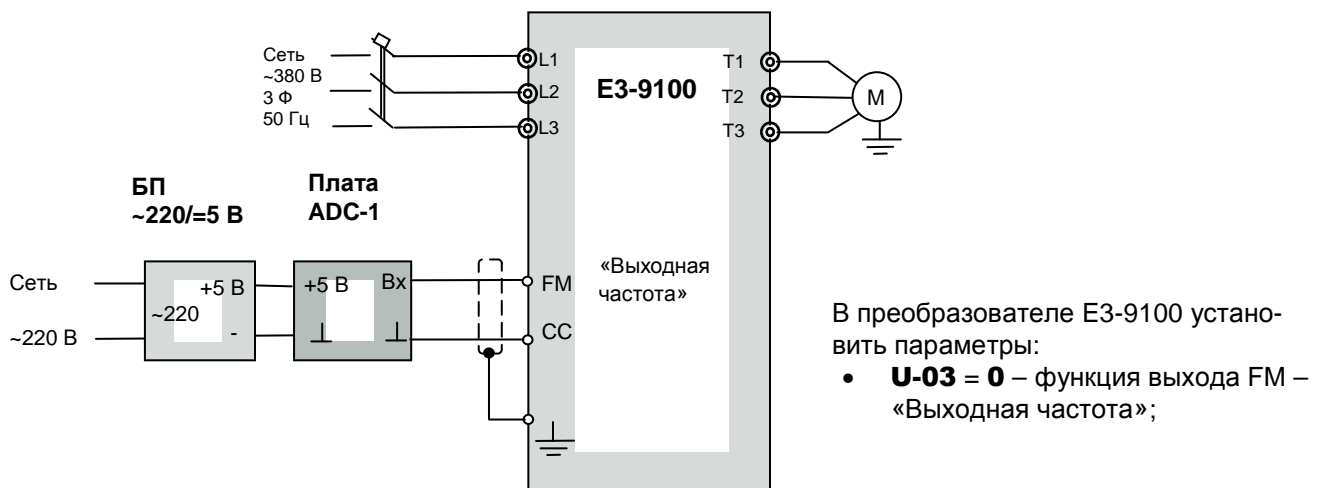 Сеть
~380 В
3 Ф
50 Гц
L1
L2
L3
E3-9100
T1
T2
T3
M
БП
~220/=5 В
Плата
ADC-1
Сеть
~220 В
+5 В
~220
-
+5 В
Вх
FM
CC
«Выходная
частота»
В преобразователе E3-9100 устано-
вить параметры:
• U-03 = 0 – функция выхода FM –
«Выходная частота»;